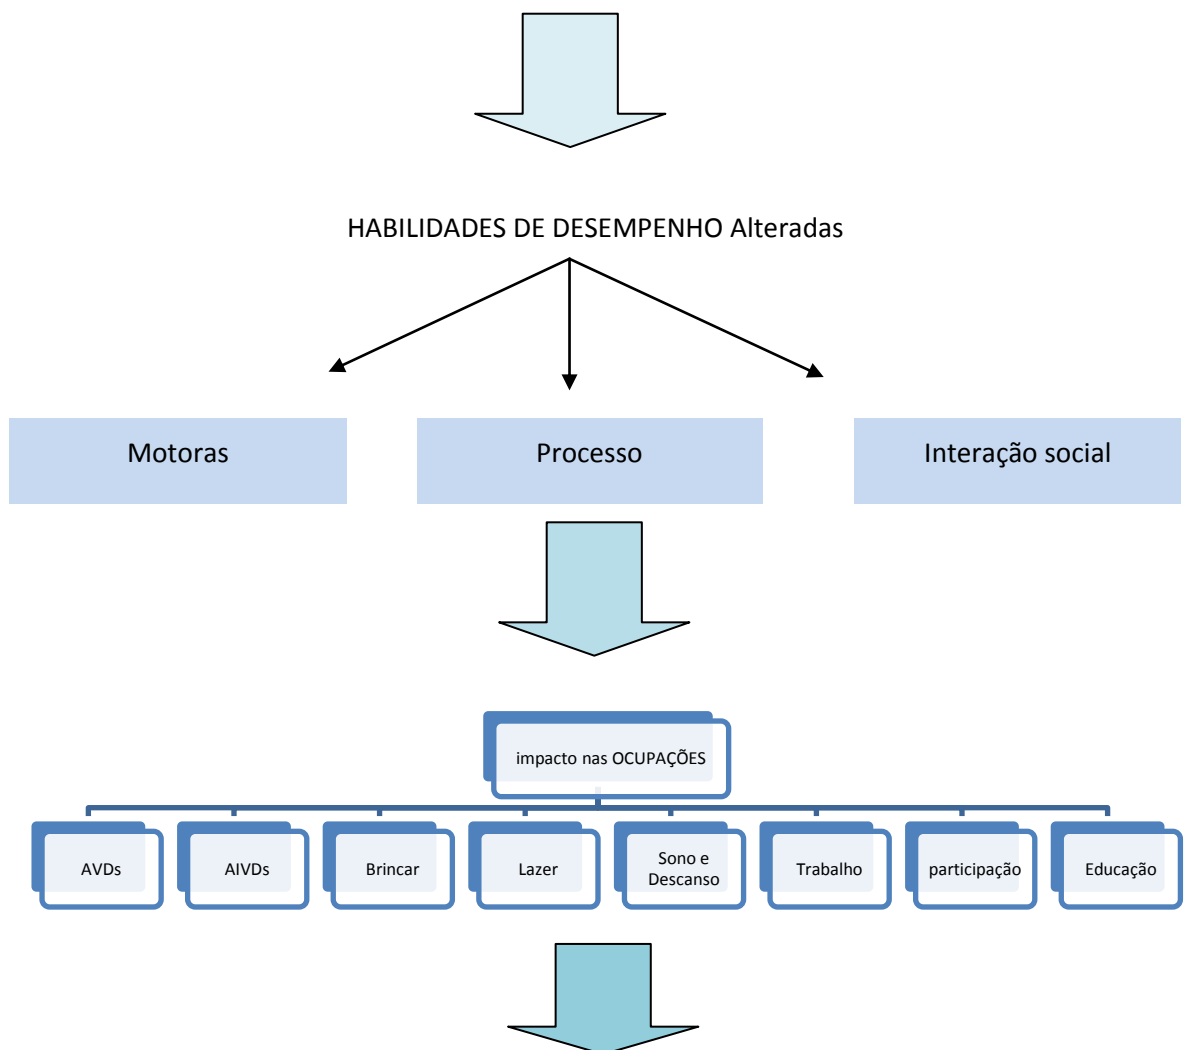 HABILIDADES DE DESEMPENHO Alteradas
Motoras
Processo
Interação social
impacto nas OCUPAÇÕES
AVDs
AIVDs
Brincar
Lazer
Sono e
Descanso
Trabalho
participação
Educação